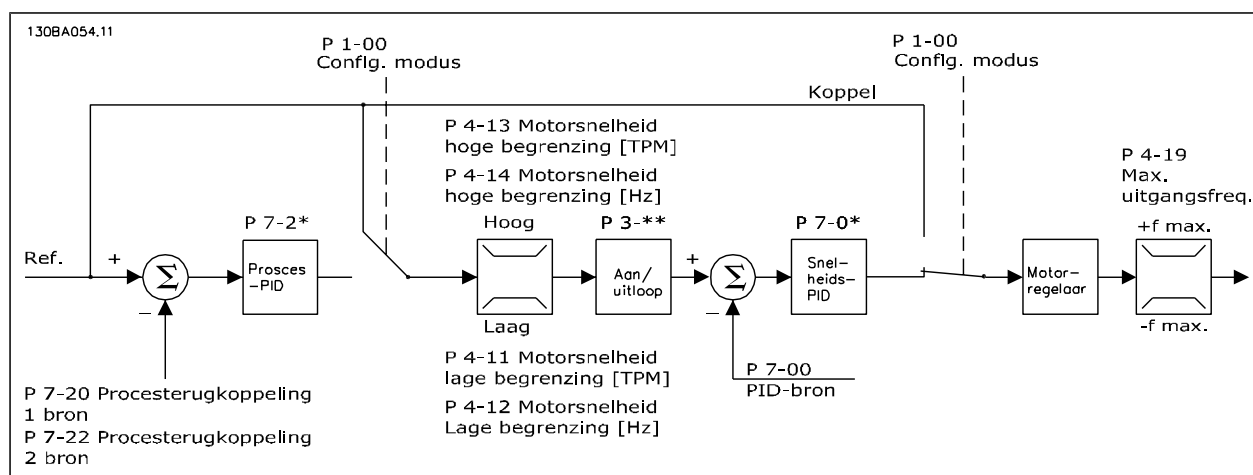 130BA054.11
P 1-00
Config. modus
P 1-00
Config. modus
Koppel
P 4-13 Motorsnelheid
hoge begrenzing [TPM]
P 4-14 Motorsnelheid
hoge begrenzing [Hz]
P 4-19
Max.
uitgangsfreq.
P 7-2*
Hoog
P 3-**
P 7-0*
+f max.
Ref.
+
Σ
Prosces
-PID
Aan/
uitloop
+
Σ
Snel-
heids-
PID
Motor-
regelaar
−
Laag
−
-f max.
P 4-11 Motorsnelheid
lage begrenzing [TPM]
P 4-12 Motorsnelheid
Lage begrenzing [Hz]
P 7-00
PID-bron
P 7-20 Procesterugkoppeling
1 bron
P 7-22 Procesterugkoppeling
2 bron